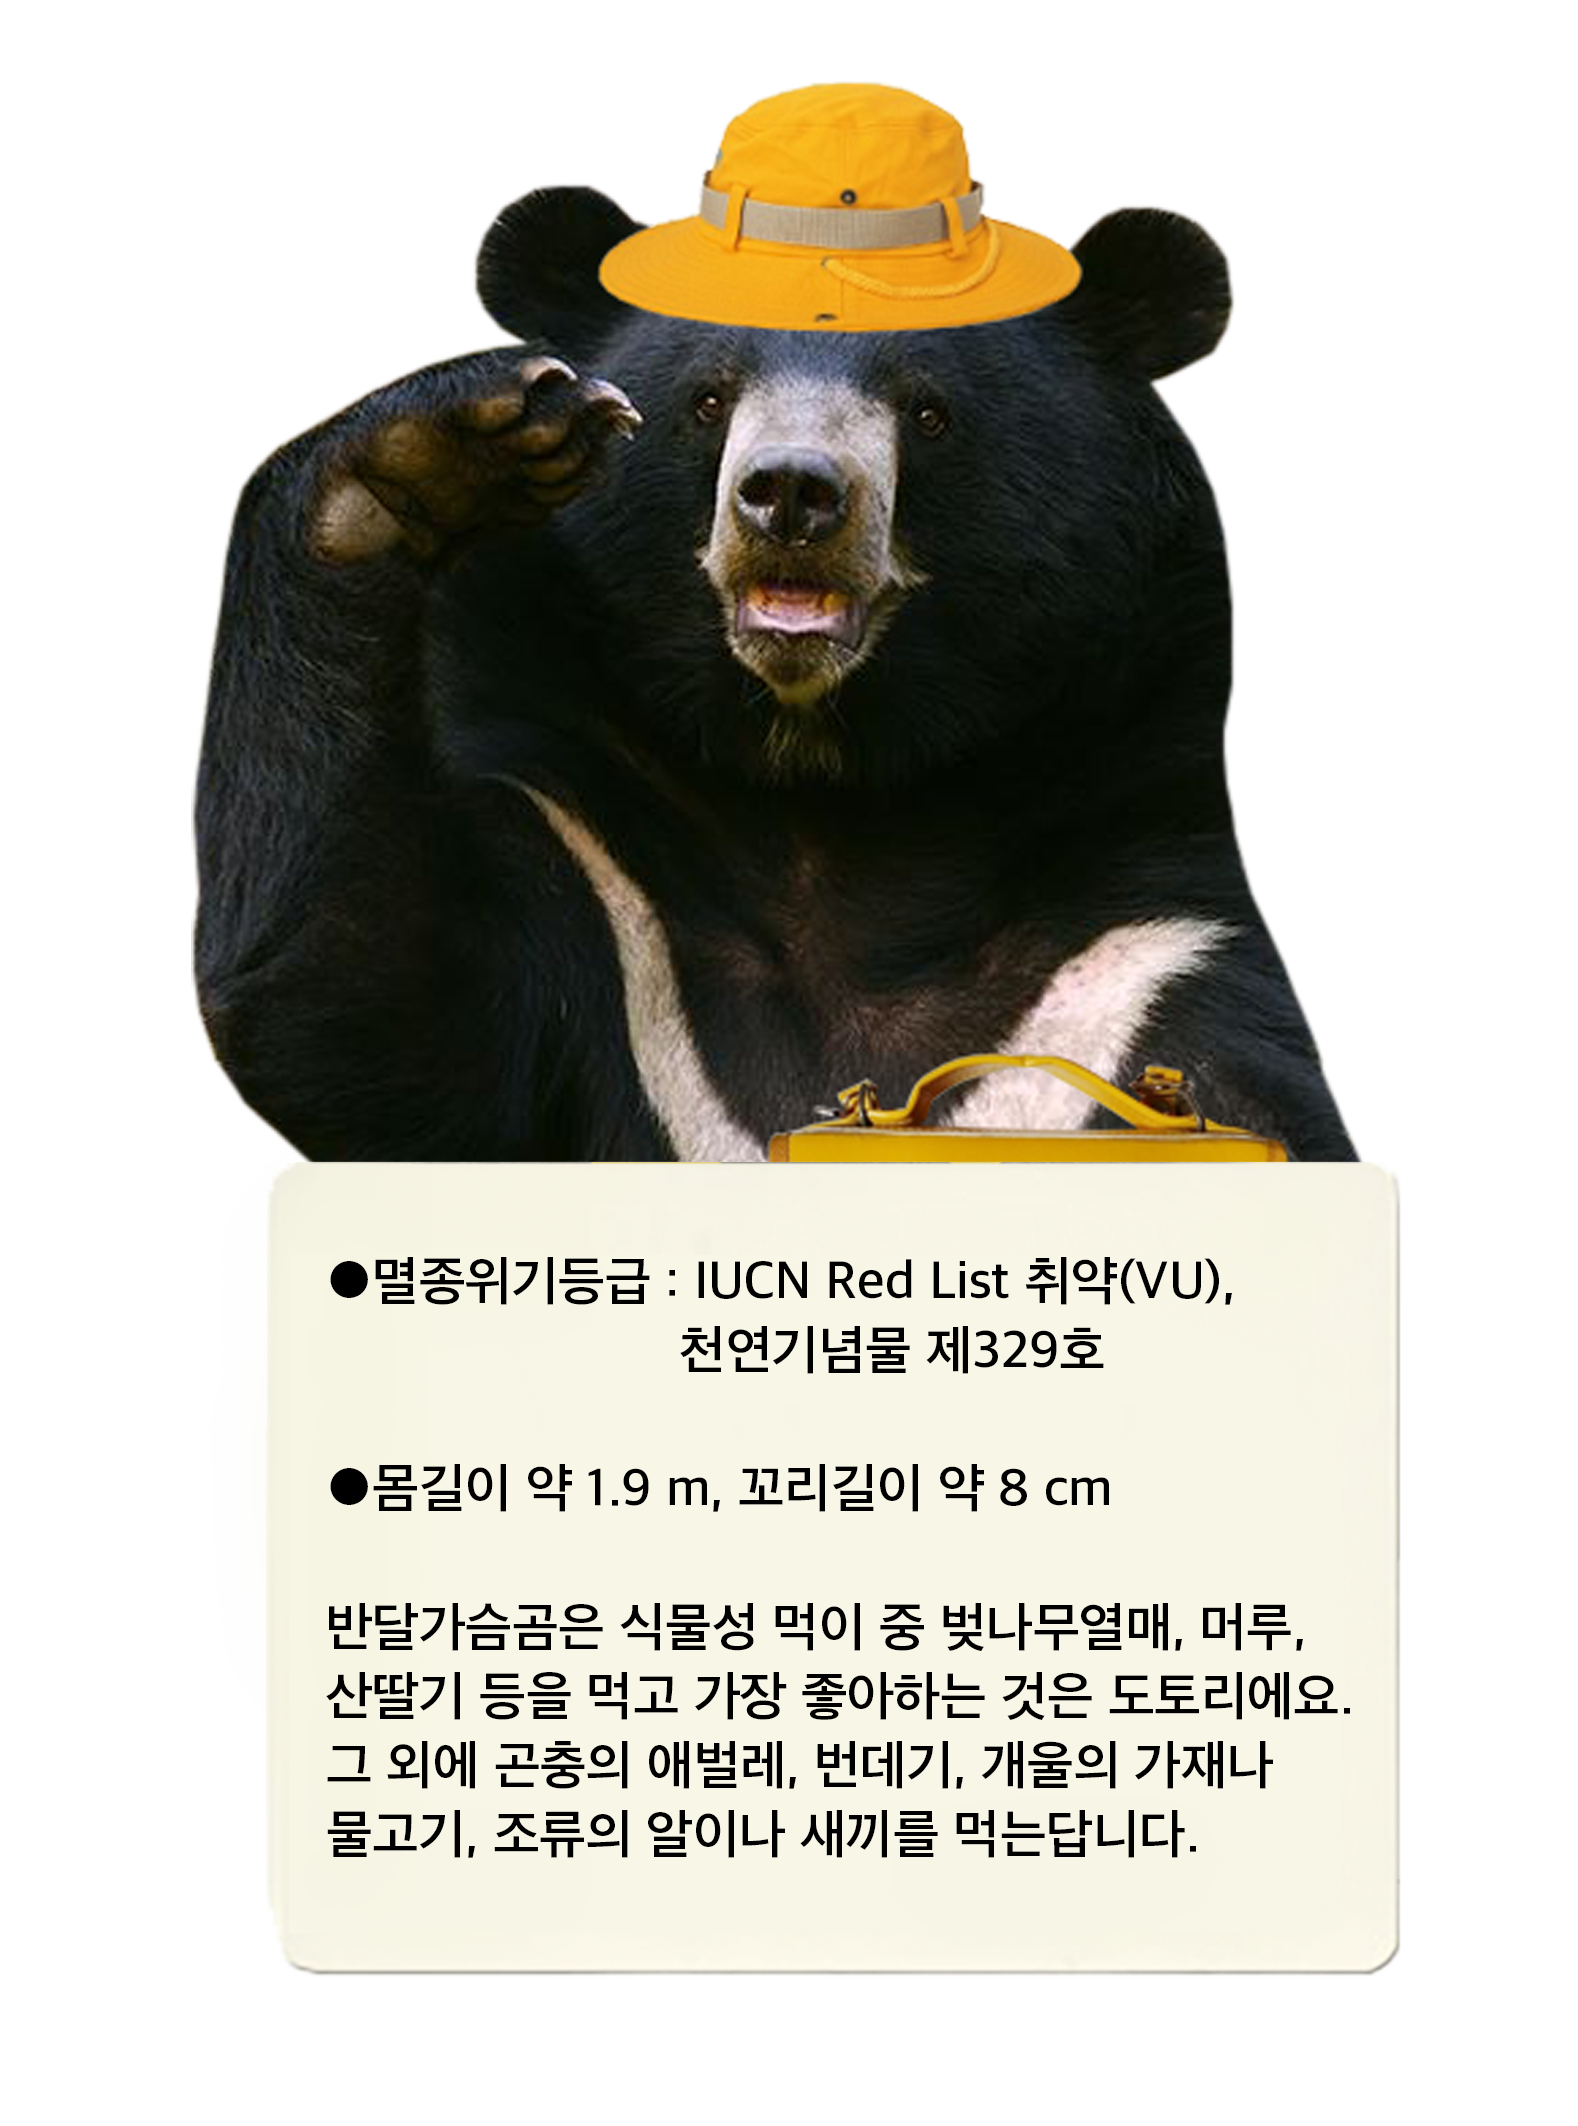 ●멸종위기등급 : IUCN Red List 취약(VU),
천연기념물 제329호
●몸길이 약 1.9 m, 꼬리길이 약 8 cm
반달가슴곰은 식물성 먹이 중 벚나무열매, 머루,
산딸기 등을 먹고 가장 좋아하는 것은 도토리에요.
그 외에 곤충의 애벌레, 번데기, 개울의 가재나
물고기, 조류의 알이나 새끼를 먹는답니다.